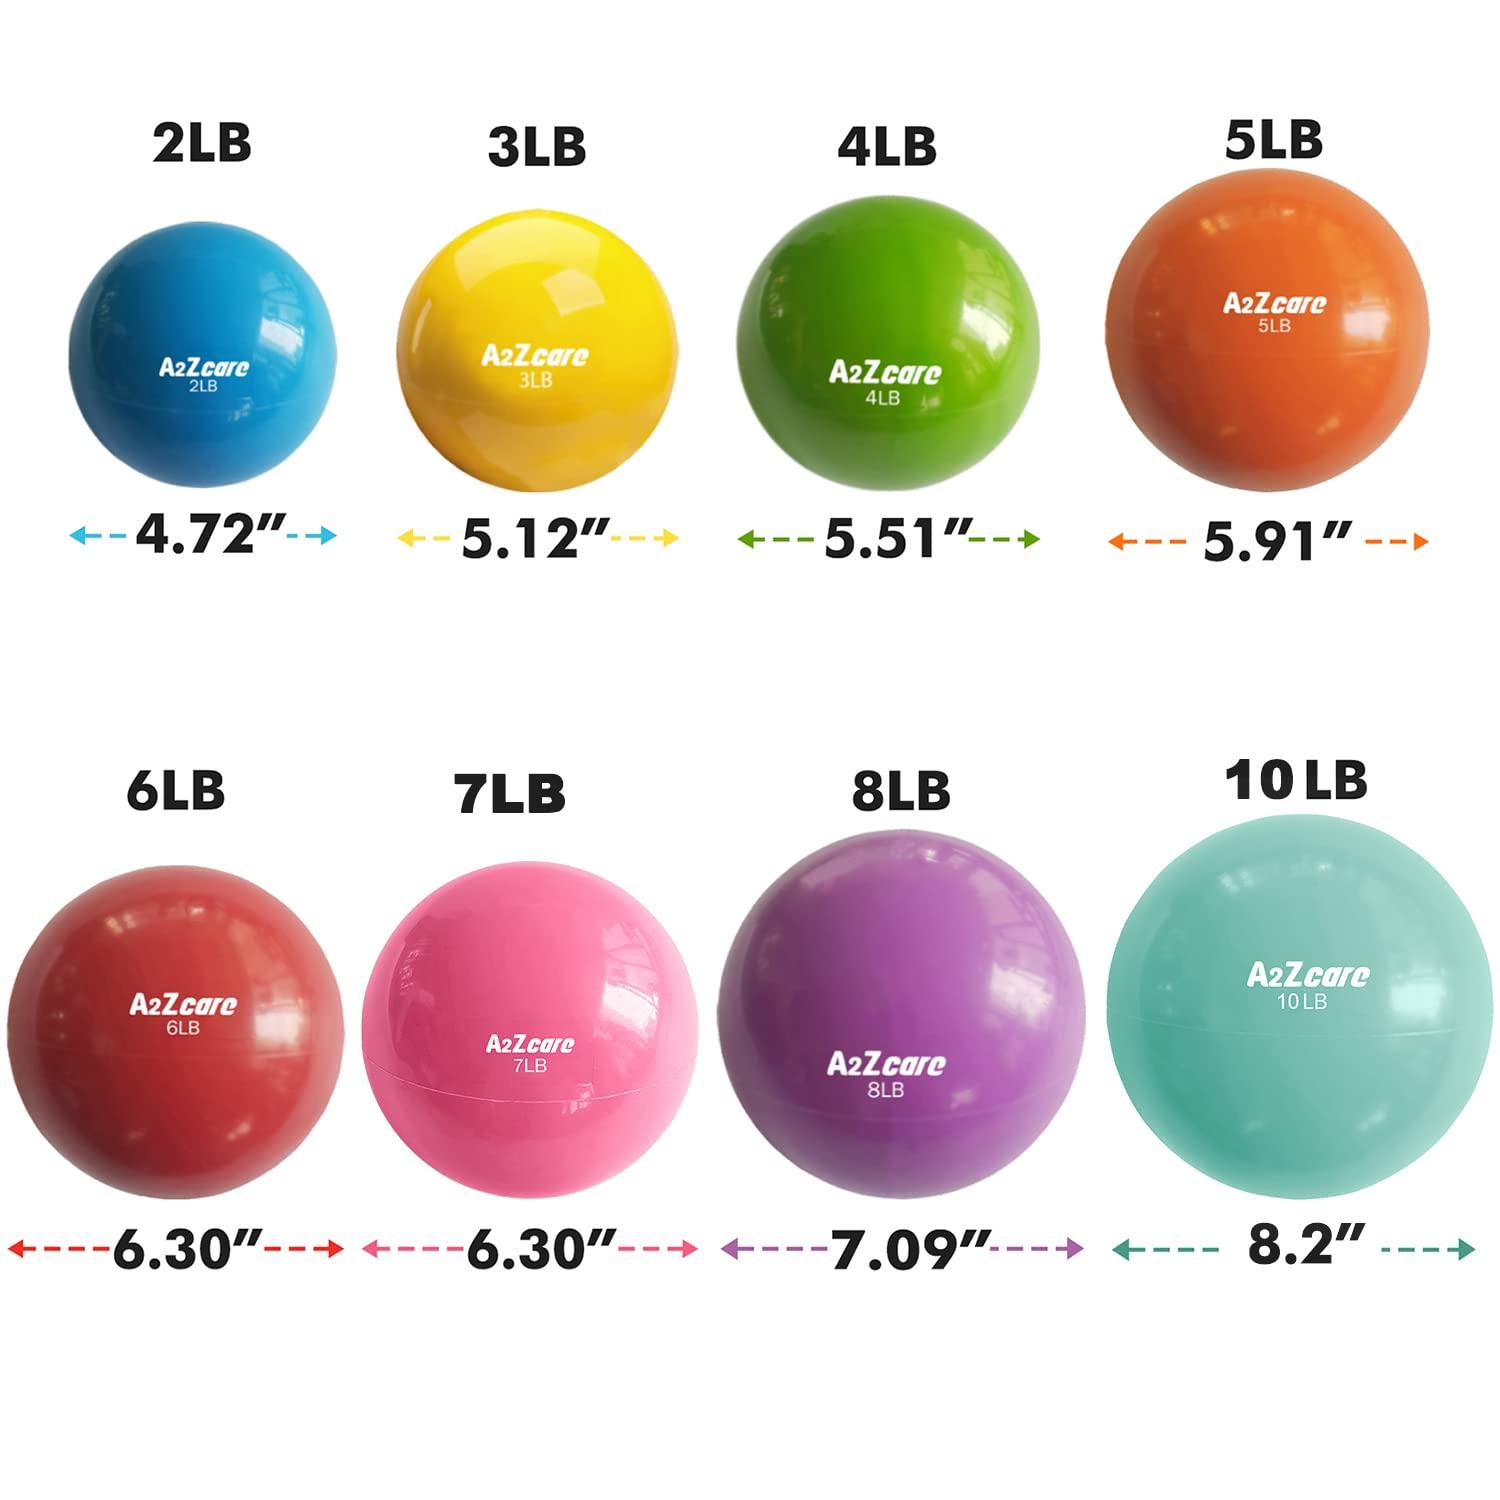 2LB
3LB
4LB
5LB
A2Zcare
2LB
A2Zcare
3LB
A2Zcare
4LB
A2Zcare
5LB
4.72"
5.12"
5.51"
5.91"
6LB
7LB
8LB
10 LB
A2Zcare
6LB
A2Zcare
7LB
A2Zcare
8LB
A2Zcare
10 LB
6.30"
6.30"
7.09"
8.2"